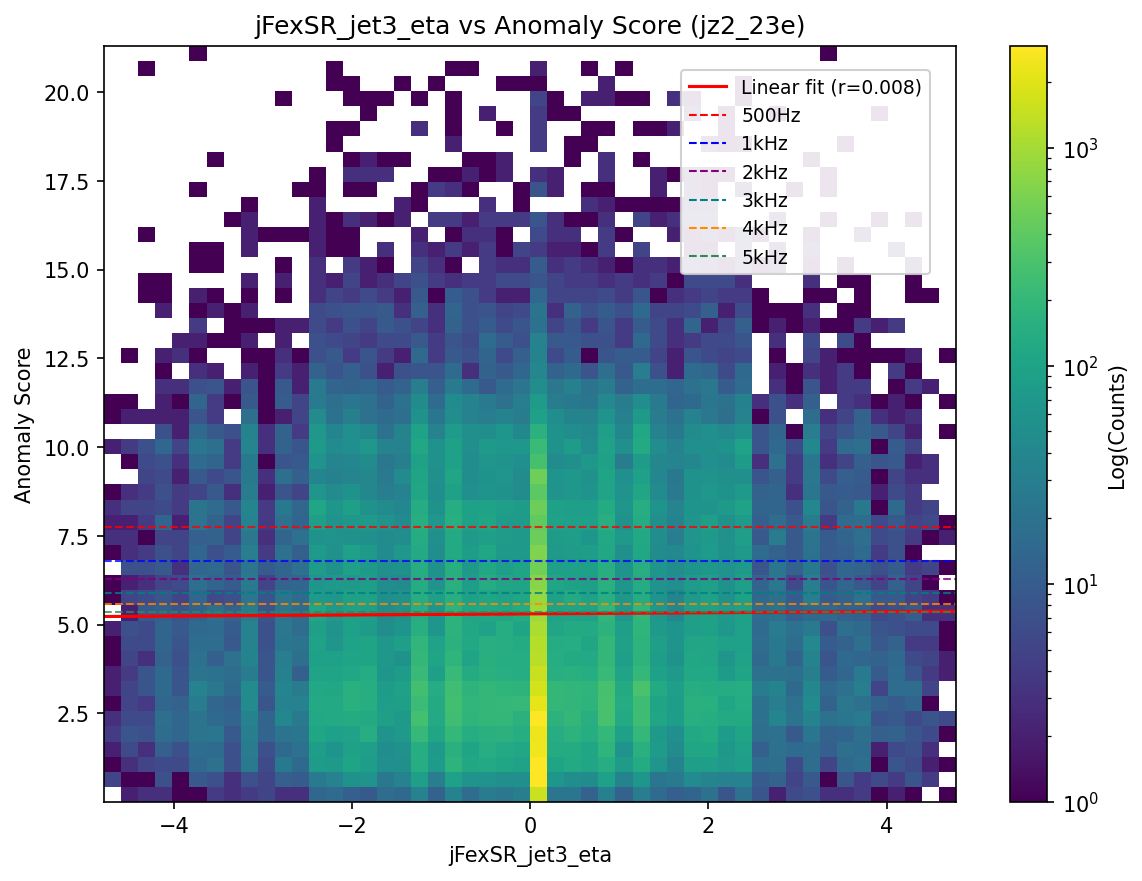 jFexSR_jet3_eta vs Anomaly Score (jz2_23e)
Linear fit (r=0.008)
500Hz
1kHz
2kHz
3kHz
4kHz
5kHz
20.0
17.5
15.0
12.5
10.0
7.5
5.0
2.5
Anomaly Score
−4
−2
0
2
4
jFexSR_jet3_eta
10³
10²
10¹
10⁰
Log(Counts)